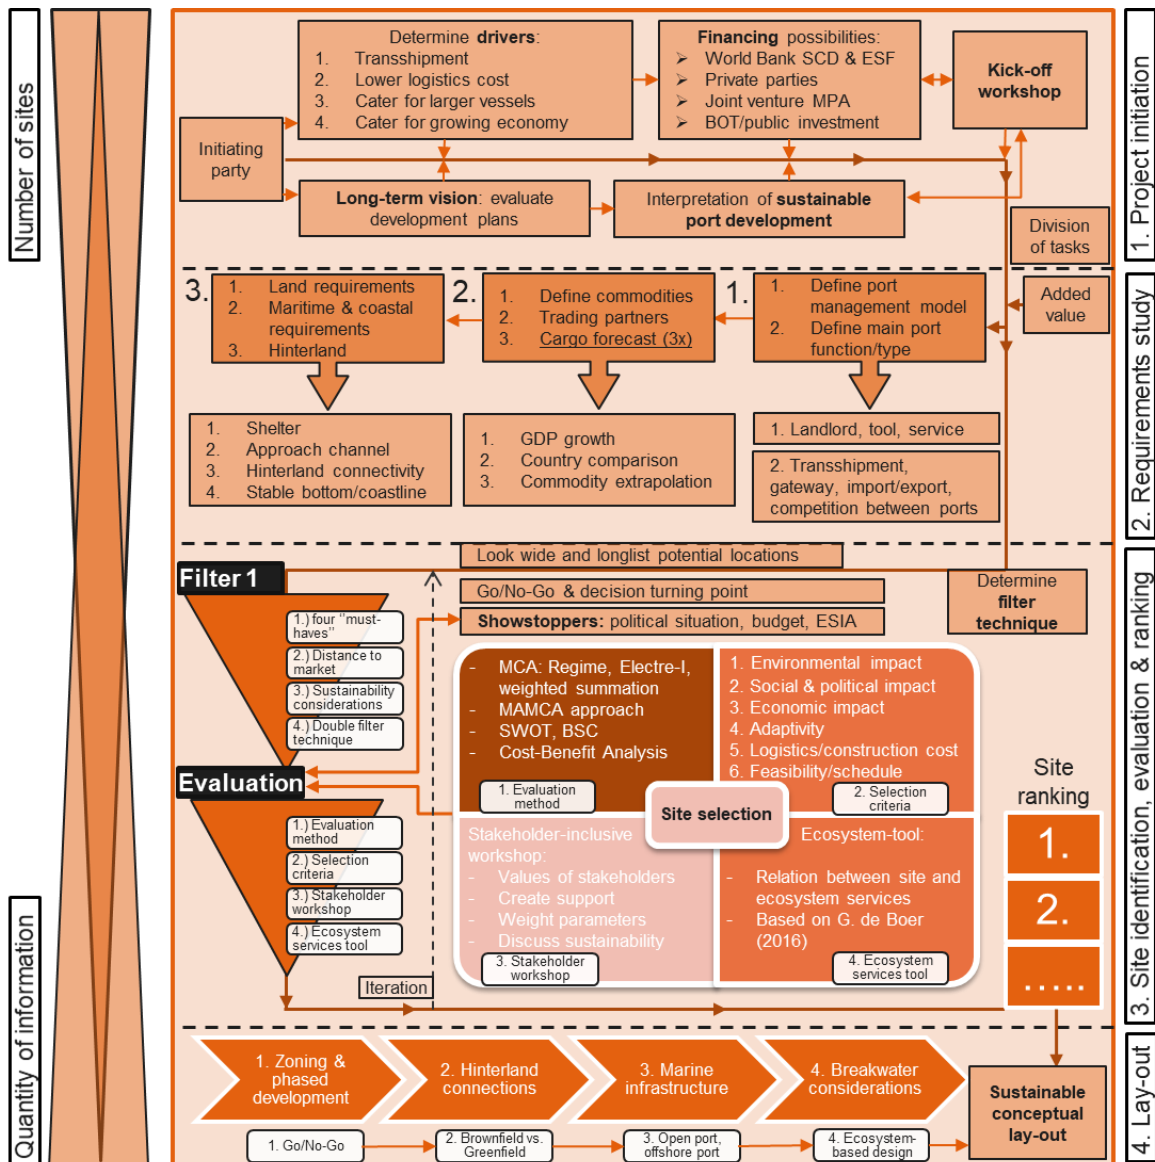 Number of sites
Quantity of information
1. Project initiation
2. Requirements study
3. Site identification, evaluation & ranking
4. Lay-out
Initiating
party
Determine drivers:
1. Transshipment
2. Lower logistics cost
3. Cater for larger vessels
4. Cater for growing economy
Financing possibilities:
➢ World Bank SCD & ESF
➢ Private parties
➢ Joint venture MPA
➢ BOT/public investment
Kick-off
workshop
Long-term vision: evaluate
development plans
Interpretation of sustainable
port development
Division
of tasks
3.
1. Land requirements
2. Maritime & coastal
requirements
3. Hinterland
2.
1. Define commodities
2. Trading partners
3. Cargo forecast (3x)
1.
1. Define port
management model
2. Define main port
function/type
Added
value
1. Shelter
2. Approach channel
3. Hinterland connectivity
4. Stable bottom/coastline
1. GDP growth
2. Country comparison
3. Commodity extrapolation
1. Landlord, tool, service
2. Transshipment,
gateway, import/export,
competition between ports
Look wide and longlist potential locations
Filter 1
Go/No-Go & decision turning point
Showstoppers: political situation, budget, ESIA
Determine
filter
technique
1.) four "must-
haves"
2.) Distance to
market
3.) Sustainability
considerations
4.) Double filter
technique
Evaluation
1.) Evaluation
method
2.) Selection
criteria
3.) Stakeholder
workshop
4.) Ecosystem
services tool
Iteration
- MCA: Regime, Electre-I,
weighted summation
- MAMCA approach
- SWOT, BSC
- Cost-Benefit Analysis
1. Evaluation
method
1. Environmental impact
2. Social & political impact
3. Economic impact
4. Adaptivity
5. Logistics/construction cost
6. Feasibility/schedule
2. Selection
criteria
Site selection
Stakeholder-inclusive
workshop:
- Values of stakeholders
- Create support
- Weight parameters
- Discuss sustainability
3. Stakeholder
workshop
Ecosystem-tool:
- Relation between site and
ecosystem services
- Based on G. de Boer
(2016)
4. Ecosystem
services tool
Site
ranking
1.
2.
.....
1. Zoning &
phased
development
2. Hinterland
connections
3. Marine
infrastructure
4. Breakwater
considerations
Sustainable
conceptual
lay-out
1. Go/No-Go
2. Brownfield vs.
Greenfield
3. Open port,
offshore port
4. Ecosystem-
based design